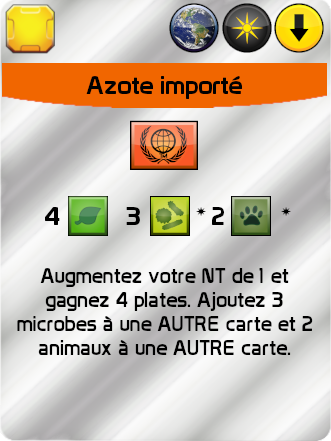 Azote importé
4 3 * 2 *
Augmentez votre NT de 1 et
gagnez 4 plates. Ajoutez 3
microbes à une AUTRE carte et 2
animaux à une AUTRE carte.